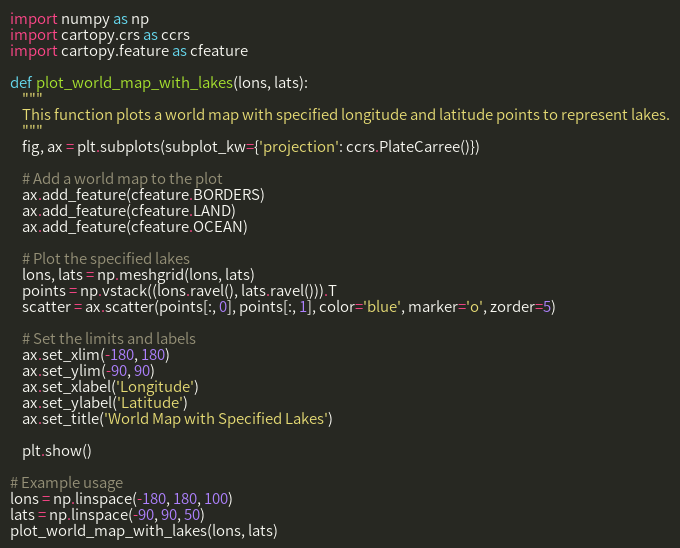 import numpy as np
import cartopy.crs as ccrs
import cartopy.feature as cfeature

def plot_world_map_with_lakes(lons, lats):
    """
    This function plots a world map with specified longitude and latitude points to represent lakes.
    """
    fig, ax = plt.subplots(subplot_kw={'projection': ccrs.PlateCarree()})

    # Add a world map to the plot
    ax.add_feature(cfeature.BORDERS)
    ax.add_feature(cfeature.LAND)
    ax.add_feature(cfeature.OCEAN)

    # Plot the specified lakes
    lons, lats = np.meshgrid(lons, lats)
    points = np.vstack((lons.ravel(), lats.ravel())).T
    scatter = ax.scatter(points[:, 0], points[:, 1], color='blue', marker='o', zorder=5)

    # Set the limits and labels
    ax.set_xlim(-180, 180)
    ax.set_ylim(-90, 90)
    ax.set_xlabel('Longitude')
    ax.set_ylabel('Latitude')
    ax.set_title('World Map with Specified Lakes')

    plt.show()

# Example usage
lons = np.linspace(-180, 180, 100)
lats = np.linspace(-90, 90, 50)
plot_world_map_with_lakes(lons, lats)